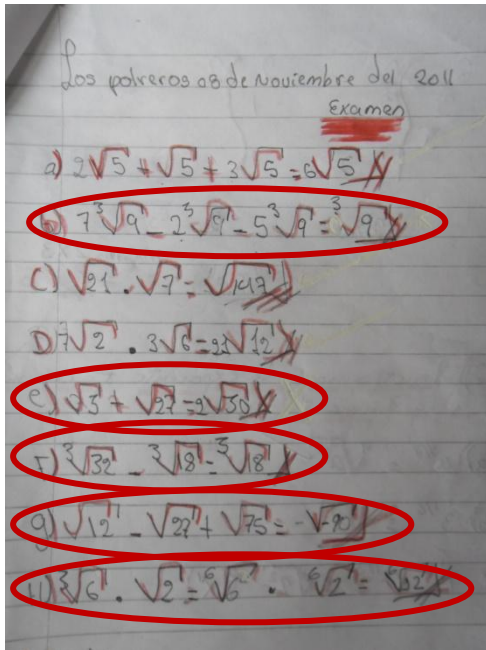 Los potreros 08 de Noviembre del 2011
Examen
a) 2√5 + √5 + 3√5 = 6√5
b) 7∛9 - 2∛9 - 5∛9 = ∛9
c) √21 . √7 = √147
D) 7√2 . 3√6 = 21√12
e) √3 + √27 = 2√30
F) ∛32 - ∛18 = ∛18
g) √12 - √27 + √75 = -√-90
∛6 . √2 = ⁶√6 . ⁶√2 =